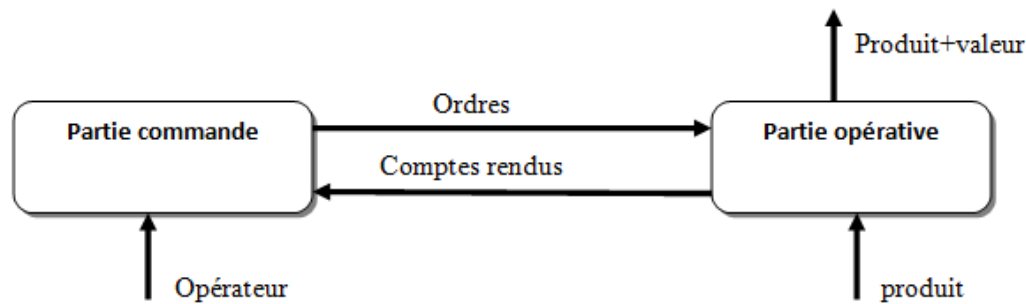 Produit+valeur
Ordres
Partie commande
Partie opérative
Comptes rendus
Opérateur
produit